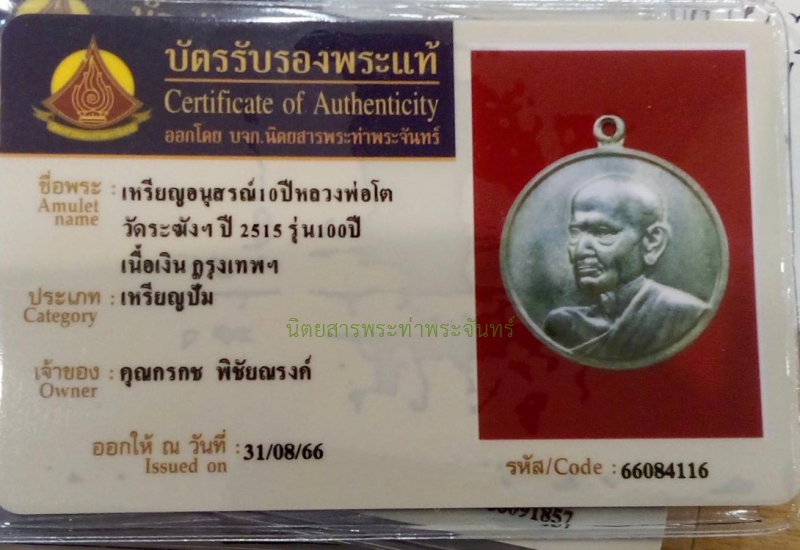 บัตรรับรองพระแท้
Certificate of Authenticity
ออกโดย บจก.นิตยสารพระท่าพระจันทร์
ชื่อพระ : เหรียญอนุสรณ์10ปีหลวงพ่อโต
Amulet name
วัดระฆังฯ ปี 2515 รุ่น100ปี
เนื้อเงิน กรุงเทพฯ
ประเภท : เหรียญปั๊ม
Category
นิตยสารพระท่าพระจันทร์
เจ้าของ : คุณกรกช พิชัยณรงค์
Owner
ออกให้ ณ วันที่ : 31/08/66
Issued on
รหัส/Code : 66084116